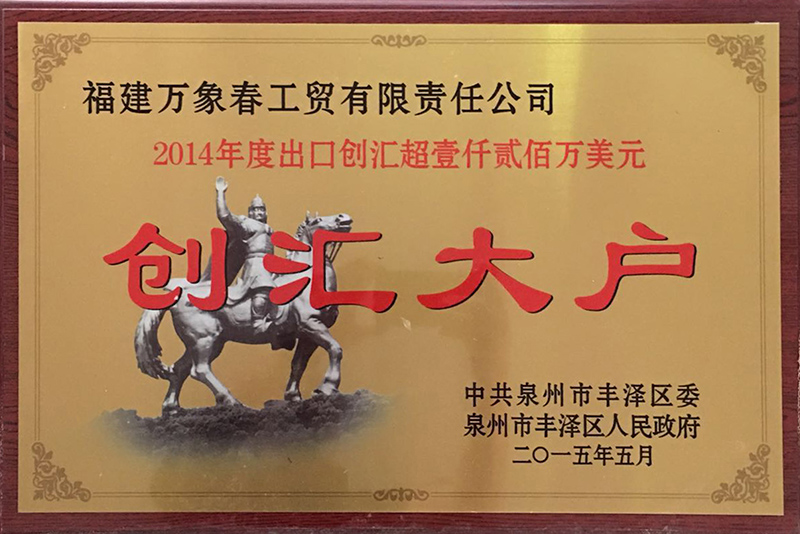 福建万象春工贸有限责任公司
2014年度出口创汇超壹仟贰佰万美元
创汇大户
中共泉州市丰泽区委
泉州市丰泽区人民政府
二〇一五年五月